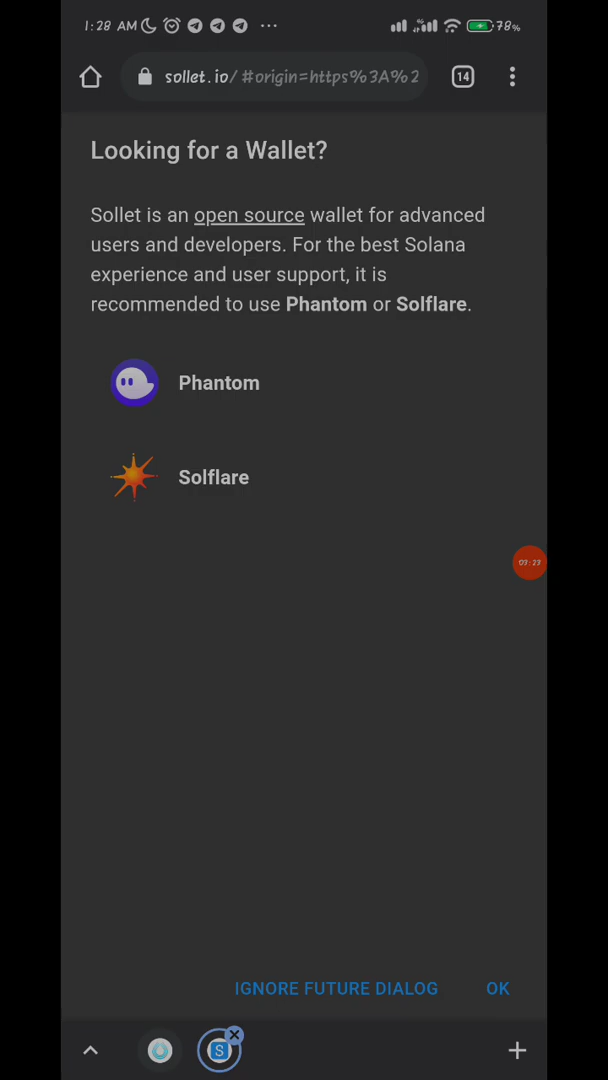 1:28 AM 78%
sollet.io/#origin=https%3A%2 14
Looking for a Wallet?
Sollet is an open source wallet for advanced
users and developers. For the best Solana
experience and user support, it is
recommended to use Phantom or Solflare.
Phantom
Solflare
IGNORE FUTURE DIALOG OK
S